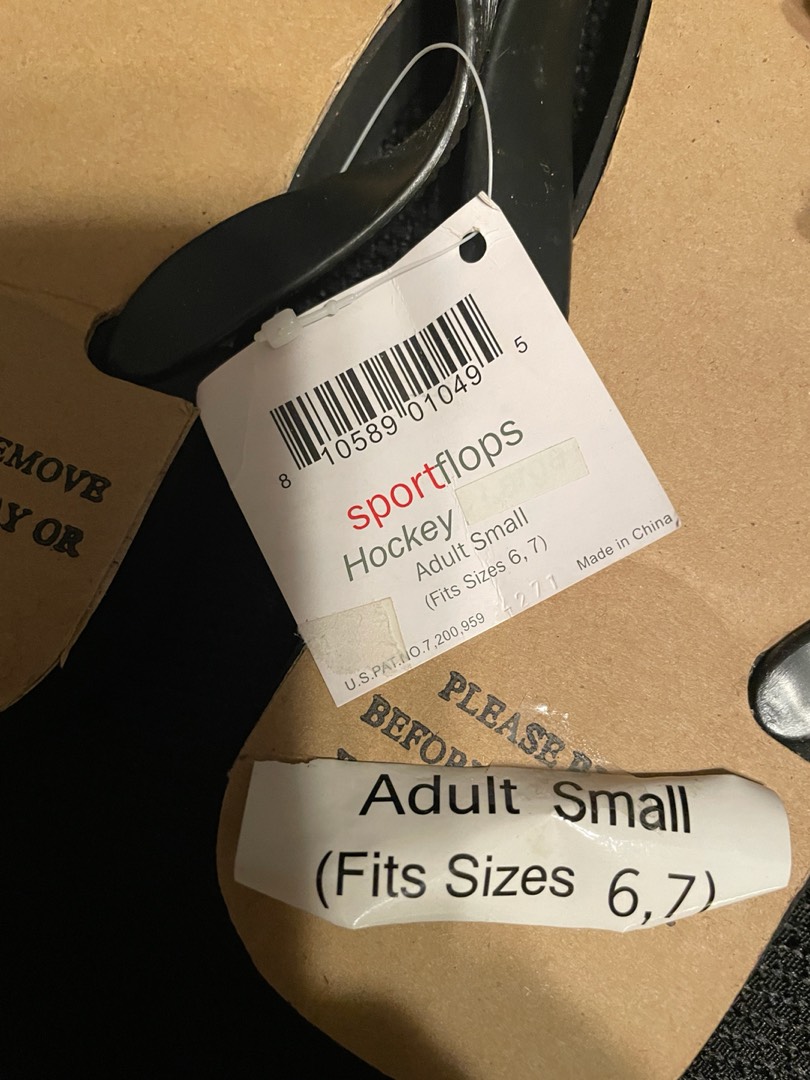 8 10589 01049 5
sportflops
Hockey
Adult Small
(Fits Sizes 6,7)
U.S.PAT.NO.7,200,959
Made in China
EMOVE
AY OR
PLEASE
BEFOR
Adult Small
(Fits Sizes 6,7)